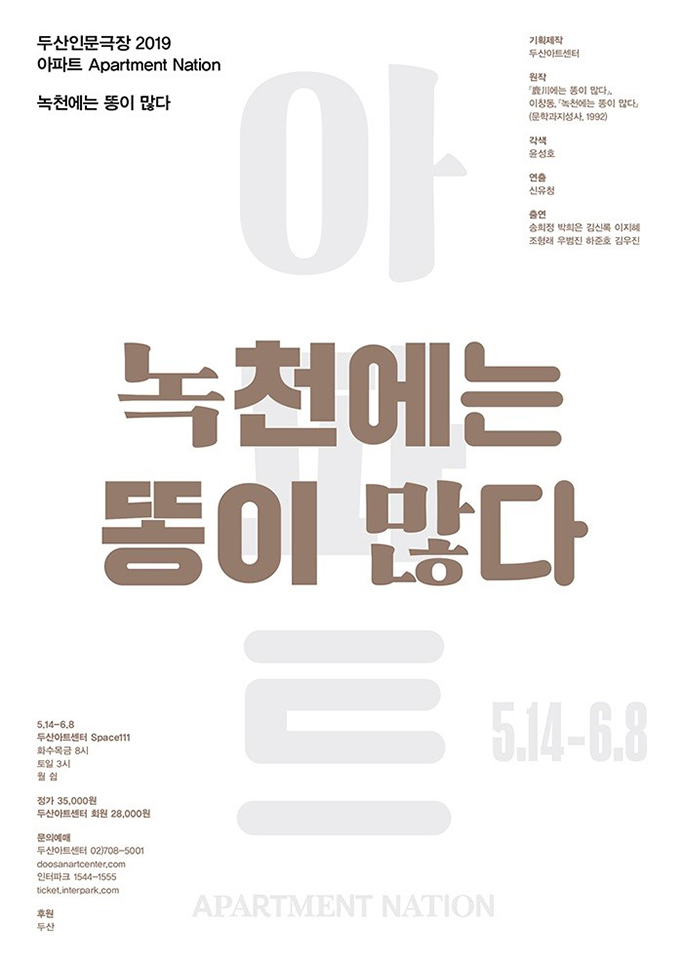 두산인문극장 2019
아파트 Apartment Nation
녹천에는 똥이 많다
기획제작
두산아트센터
원작
「鹿川에는 똥이 많다」,
이창동, 『녹천에는 똥이 많다』
(문학과지성사, 1992)
각색
윤성호
연출
신유청
출연
송희정 박희은 김신록 이지혜
조형래 우범진 하준호 김우진
아
파
트
녹천에는
똥이 많다
5.14-6.8
5.14-6.8
두산아트센터 Space111
화수목금 8시
토일 3시
월 쉼
정가 35,000원
두산아트센터 회원 28,000원
문의예매
두산아트센터 02)708-5001
doosanartcenter.com
인터파크 1544-1555
ticket.interpark.com
후원
두산
APARTMENT NATION